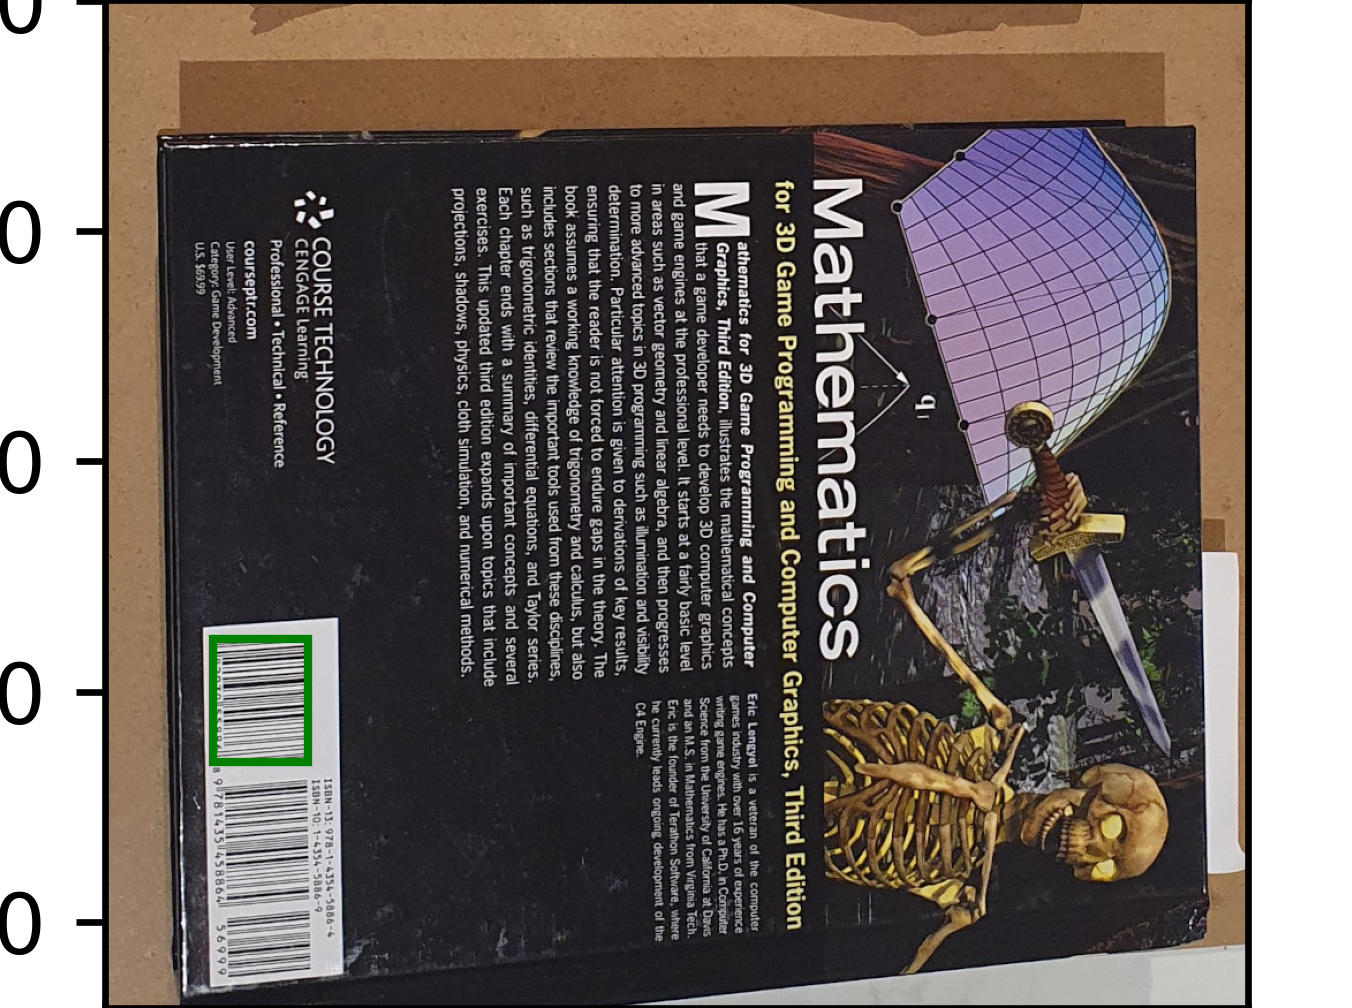 Mathematics
for 3D Game Programming and Computer Graphics, Third Edition
Mathematics for 3D Game Programming and Computer
Graphics, Third Edition, illustrates the mathematical concepts
that a game developer needs to develop 3D computer graphics
and game engines at the professional level. It starts at a fairly basic level
in areas such as vector geometry and linear algebra, and then progresses
to more advanced topics in 3D programming such as illumination and visibility
determination. Particular attention is given to derivations of key results,
ensuring that the reader is not forced to endure gaps in the theory. The
book assumes a working knowledge of trigonometry and calculus, but also
includes sections that review the important tools used from these disciplines,
such as trigonometric identities, differential equations, and Taylor series.
Each chapter ends with a summary of important concepts and several
exercises. This updated third edition expands upon topics that include
projections, shadows, physics, cloth simulation, and numerical methods.
Eric Lengyel is a veteran of the computer
games industry with over 16 years of experience
writing game engines. He has a Ph.D. in Computer
Science from the University of California at Davis
and an M.S. in Mathematics from Virginia Tech.
Eric is the founder of Terathon Software, where
he currently leads ongoing development of the
C4 Engine.
COURSE TECHNOLOGY
CENGAGE Learning
Professional • Technical • Reference
courseptr.com
User Level: Advanced
Category: Game Development
U.S. $69.99
ISBN-13: 978-1-4354-5886-4
ISBN-10: 1-4354-5886-9
9 781435 458864
56999
q1
0
0
0
0
0